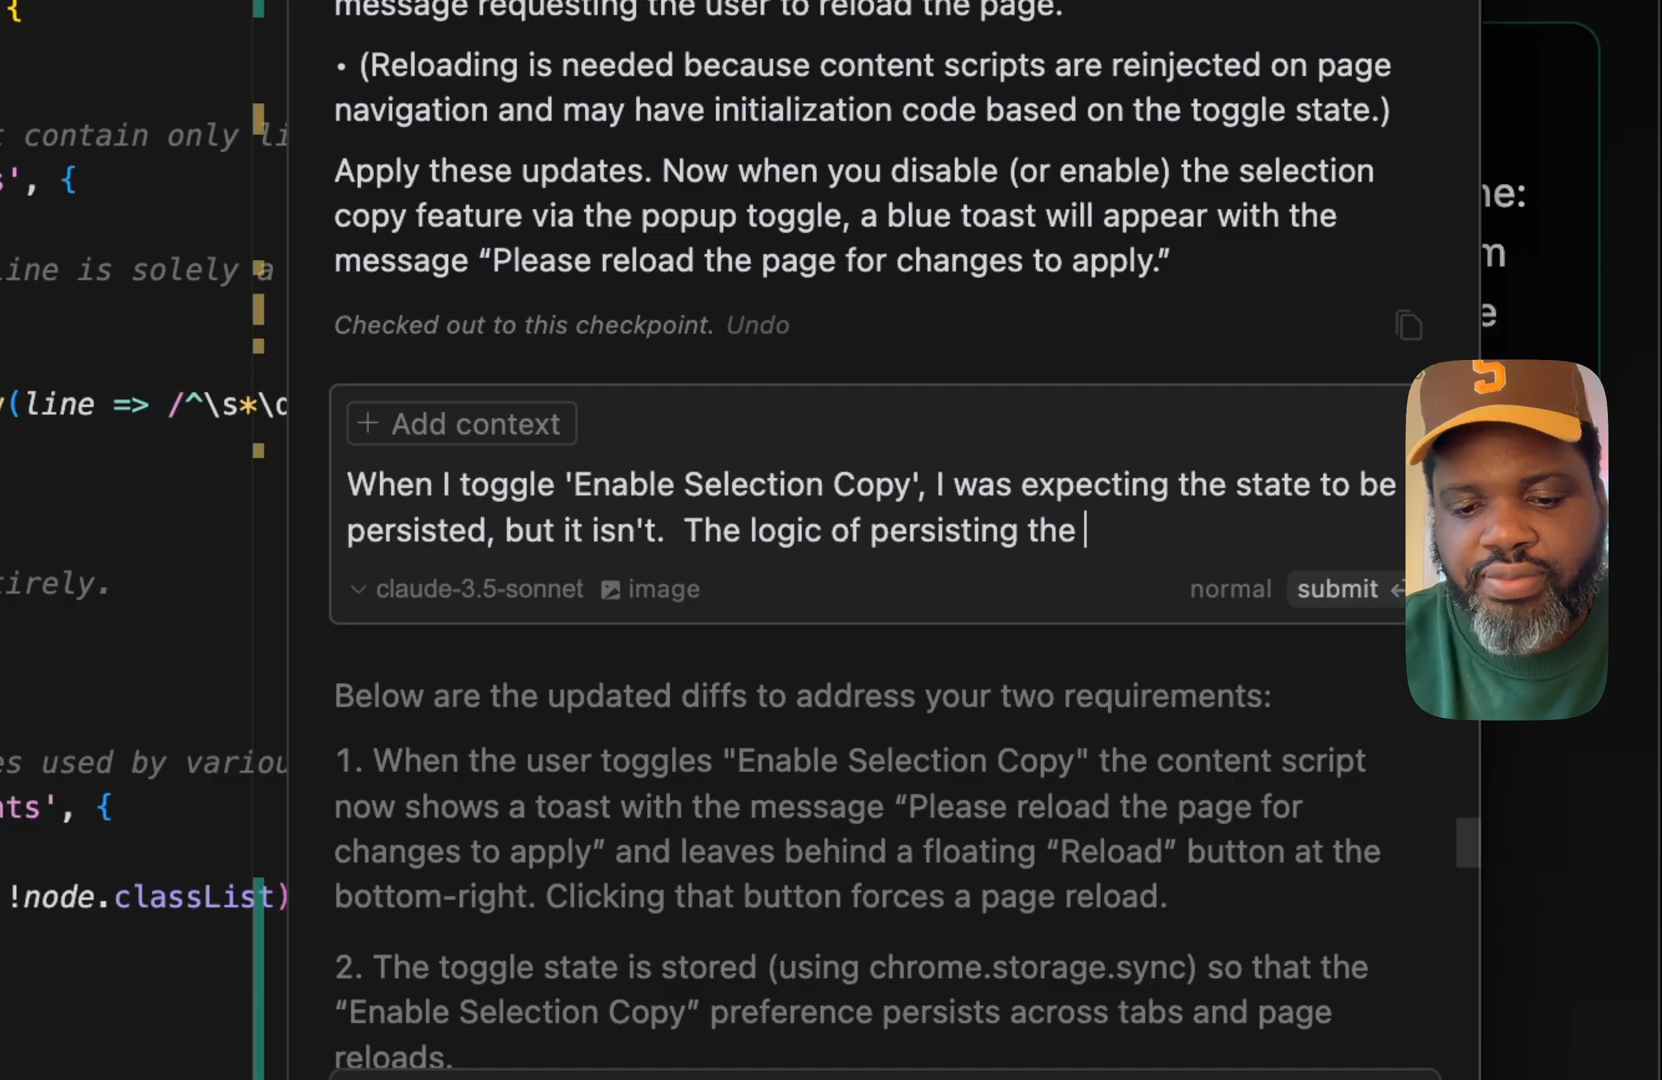 {
message requesting the user to reload the page.
• (Reloading is needed because content scripts are reinjected on page
navigation and may have initialization code based on the toggle state.)
contain only li
s', {
Apply these updates. Now when you disable (or enable) the selection
copy feature via the popup toggle, a blue toast will appear with the
message “Please reload the page for changes to apply.”
ne:
m
e
line is solely a
Checked out to this checkpoint. Undo
(line => /^\s*\d
+ Add context
When I toggle 'Enable Selection Copy', I was expecting the state to be
persisted, but it isn't.  The logic of persisting the
claude-3.5-sonnet image normal submit
S
tirely.
Below are the updated diffs to address your two requirements:
1. When the user toggles "Enable Selection Copy" the content script
now shows a toast with the message “Please reload the page for
changes to apply” and leaves behind a floating “Reload” button at the
bottom-right. Clicking that button forces a page reload.
es used by variou
nts', {
!node.classList)
2. The toggle state is stored (using chrome.storage.sync) so that the
“Enable Selection Copy” preference persists across tabs and page
reloads.